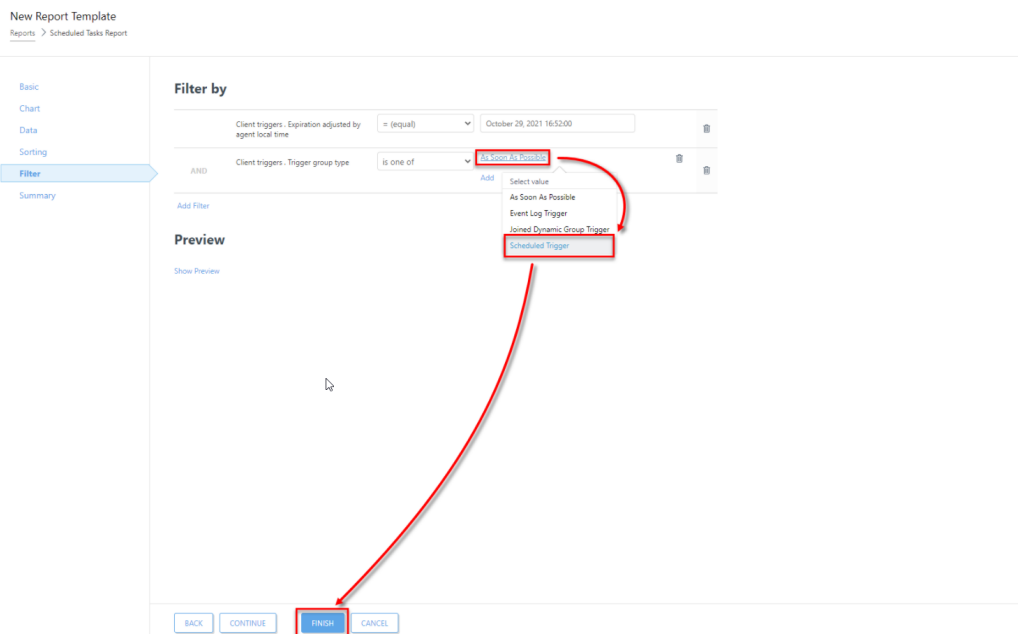 New Report Template
Reports > Scheduled Tasks Report
Basic
Chart
Data
Sorting
Filter
Summary
Filter by
Client triggers . Expiration adjusted by
agent local time
= (equal)
October 29, 2021 16:52:00
AND
Client triggers . Trigger group type
is one of
As Soon As Possible
Add
Select value
As Soon As Possible
Event Log Trigger
Joined Dynamic Group Trigger
Scheduled Trigger
Add Filter
Preview
Show Preview
BACK
CONTINUE
FINISH
CANCEL